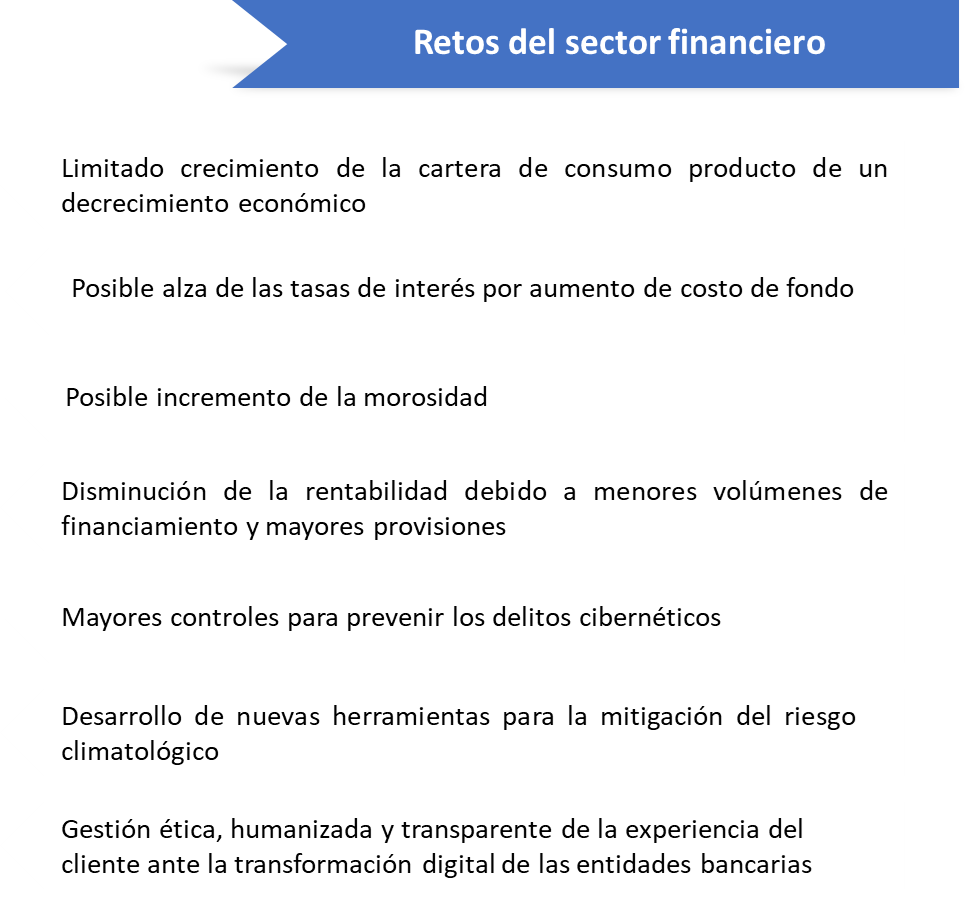 Retos del sector financiero
Limitado crecimiento de la cartera de consumo producto de un
decrecimiento económico
Posible alza de las tasas de interés por aumento de costo de fondo
Posible incremento de la morosidad
Disminución de la rentabilidad debido a menores volúmenes de
financiamiento y mayores provisiones
Mayores controles para prevenir los delitos cibernéticos
Desarrollo de nuevas herramientas para la mitigación del riesgo
climatológico
Gestión ética, humanizada y transparente de la experiencia del
cliente ante la transformación digital de las entidades bancarias